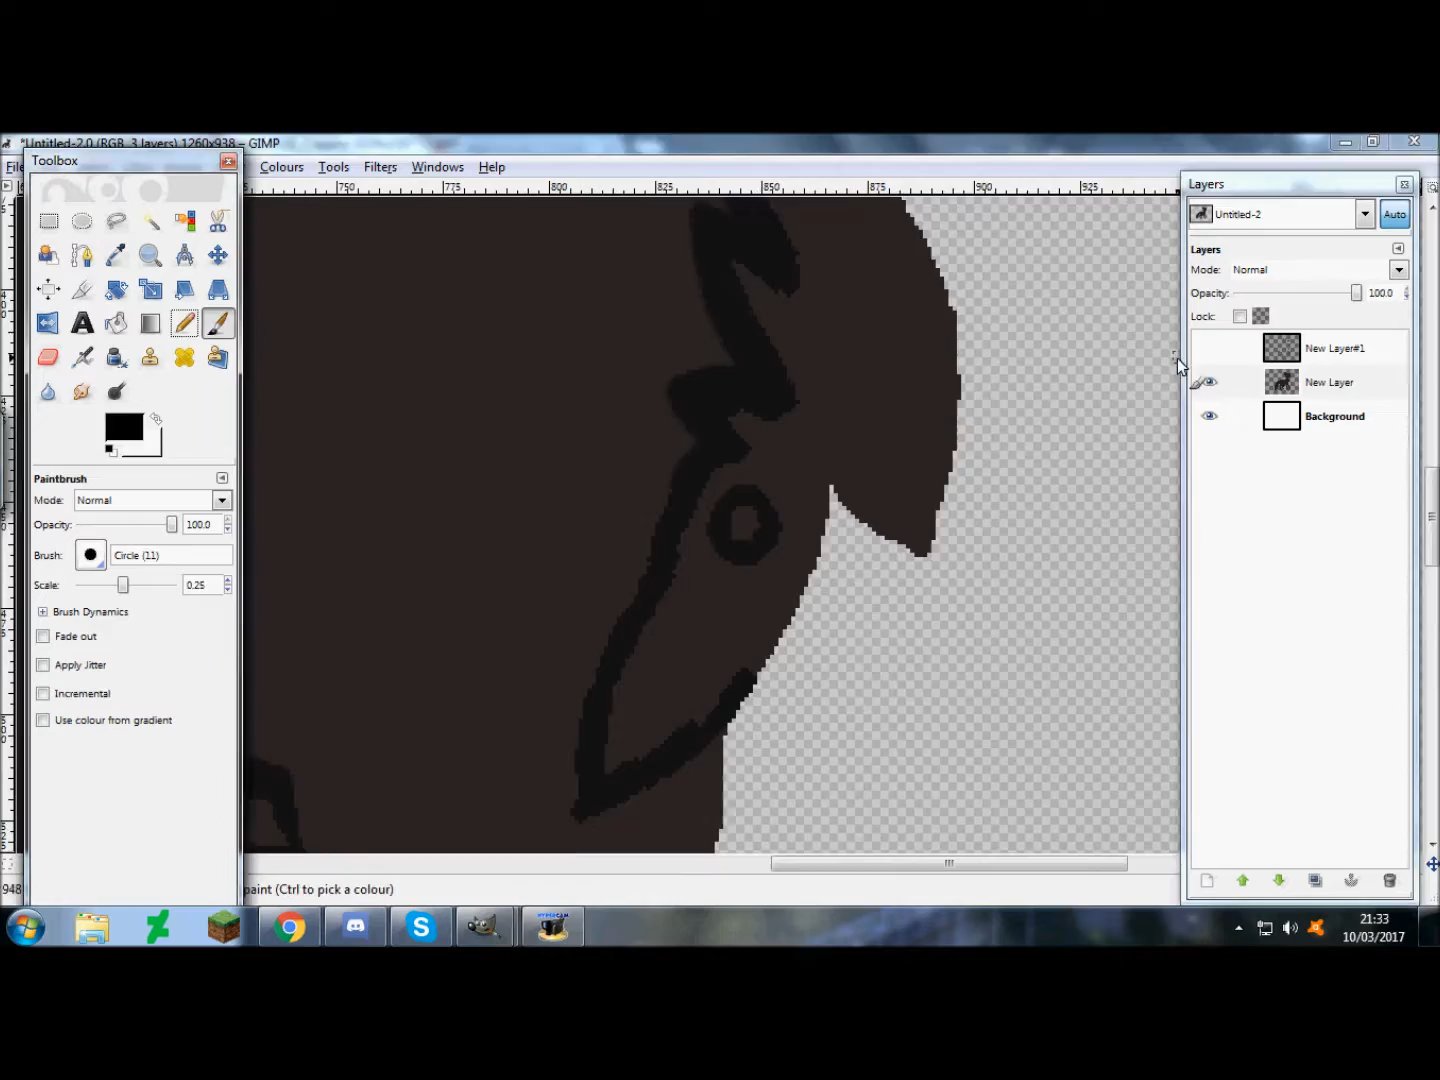 *Untitled-2.0 (RGB, 3 layers) 1260x938 – GIMP
Toolbox
Colours Tools Filters Windows Help
750 775 800 825 850 875 900 925
Layers
Untitled-2 Auto
Layers
Mode: Normal
Opacity: 100.0
Lock:
New Layer#1
New Layer
Background
Paintbrush
Mode: Normal
Opacity: 100.0
Brush: Circle (11)
Scale: 0.25
Brush Dynamics
Fade out
Apply Jitter
Incremental
Use colour from gradient
948
paint (Ctrl to pick a colour)
HYPERCAM
21:33
10/03/2017